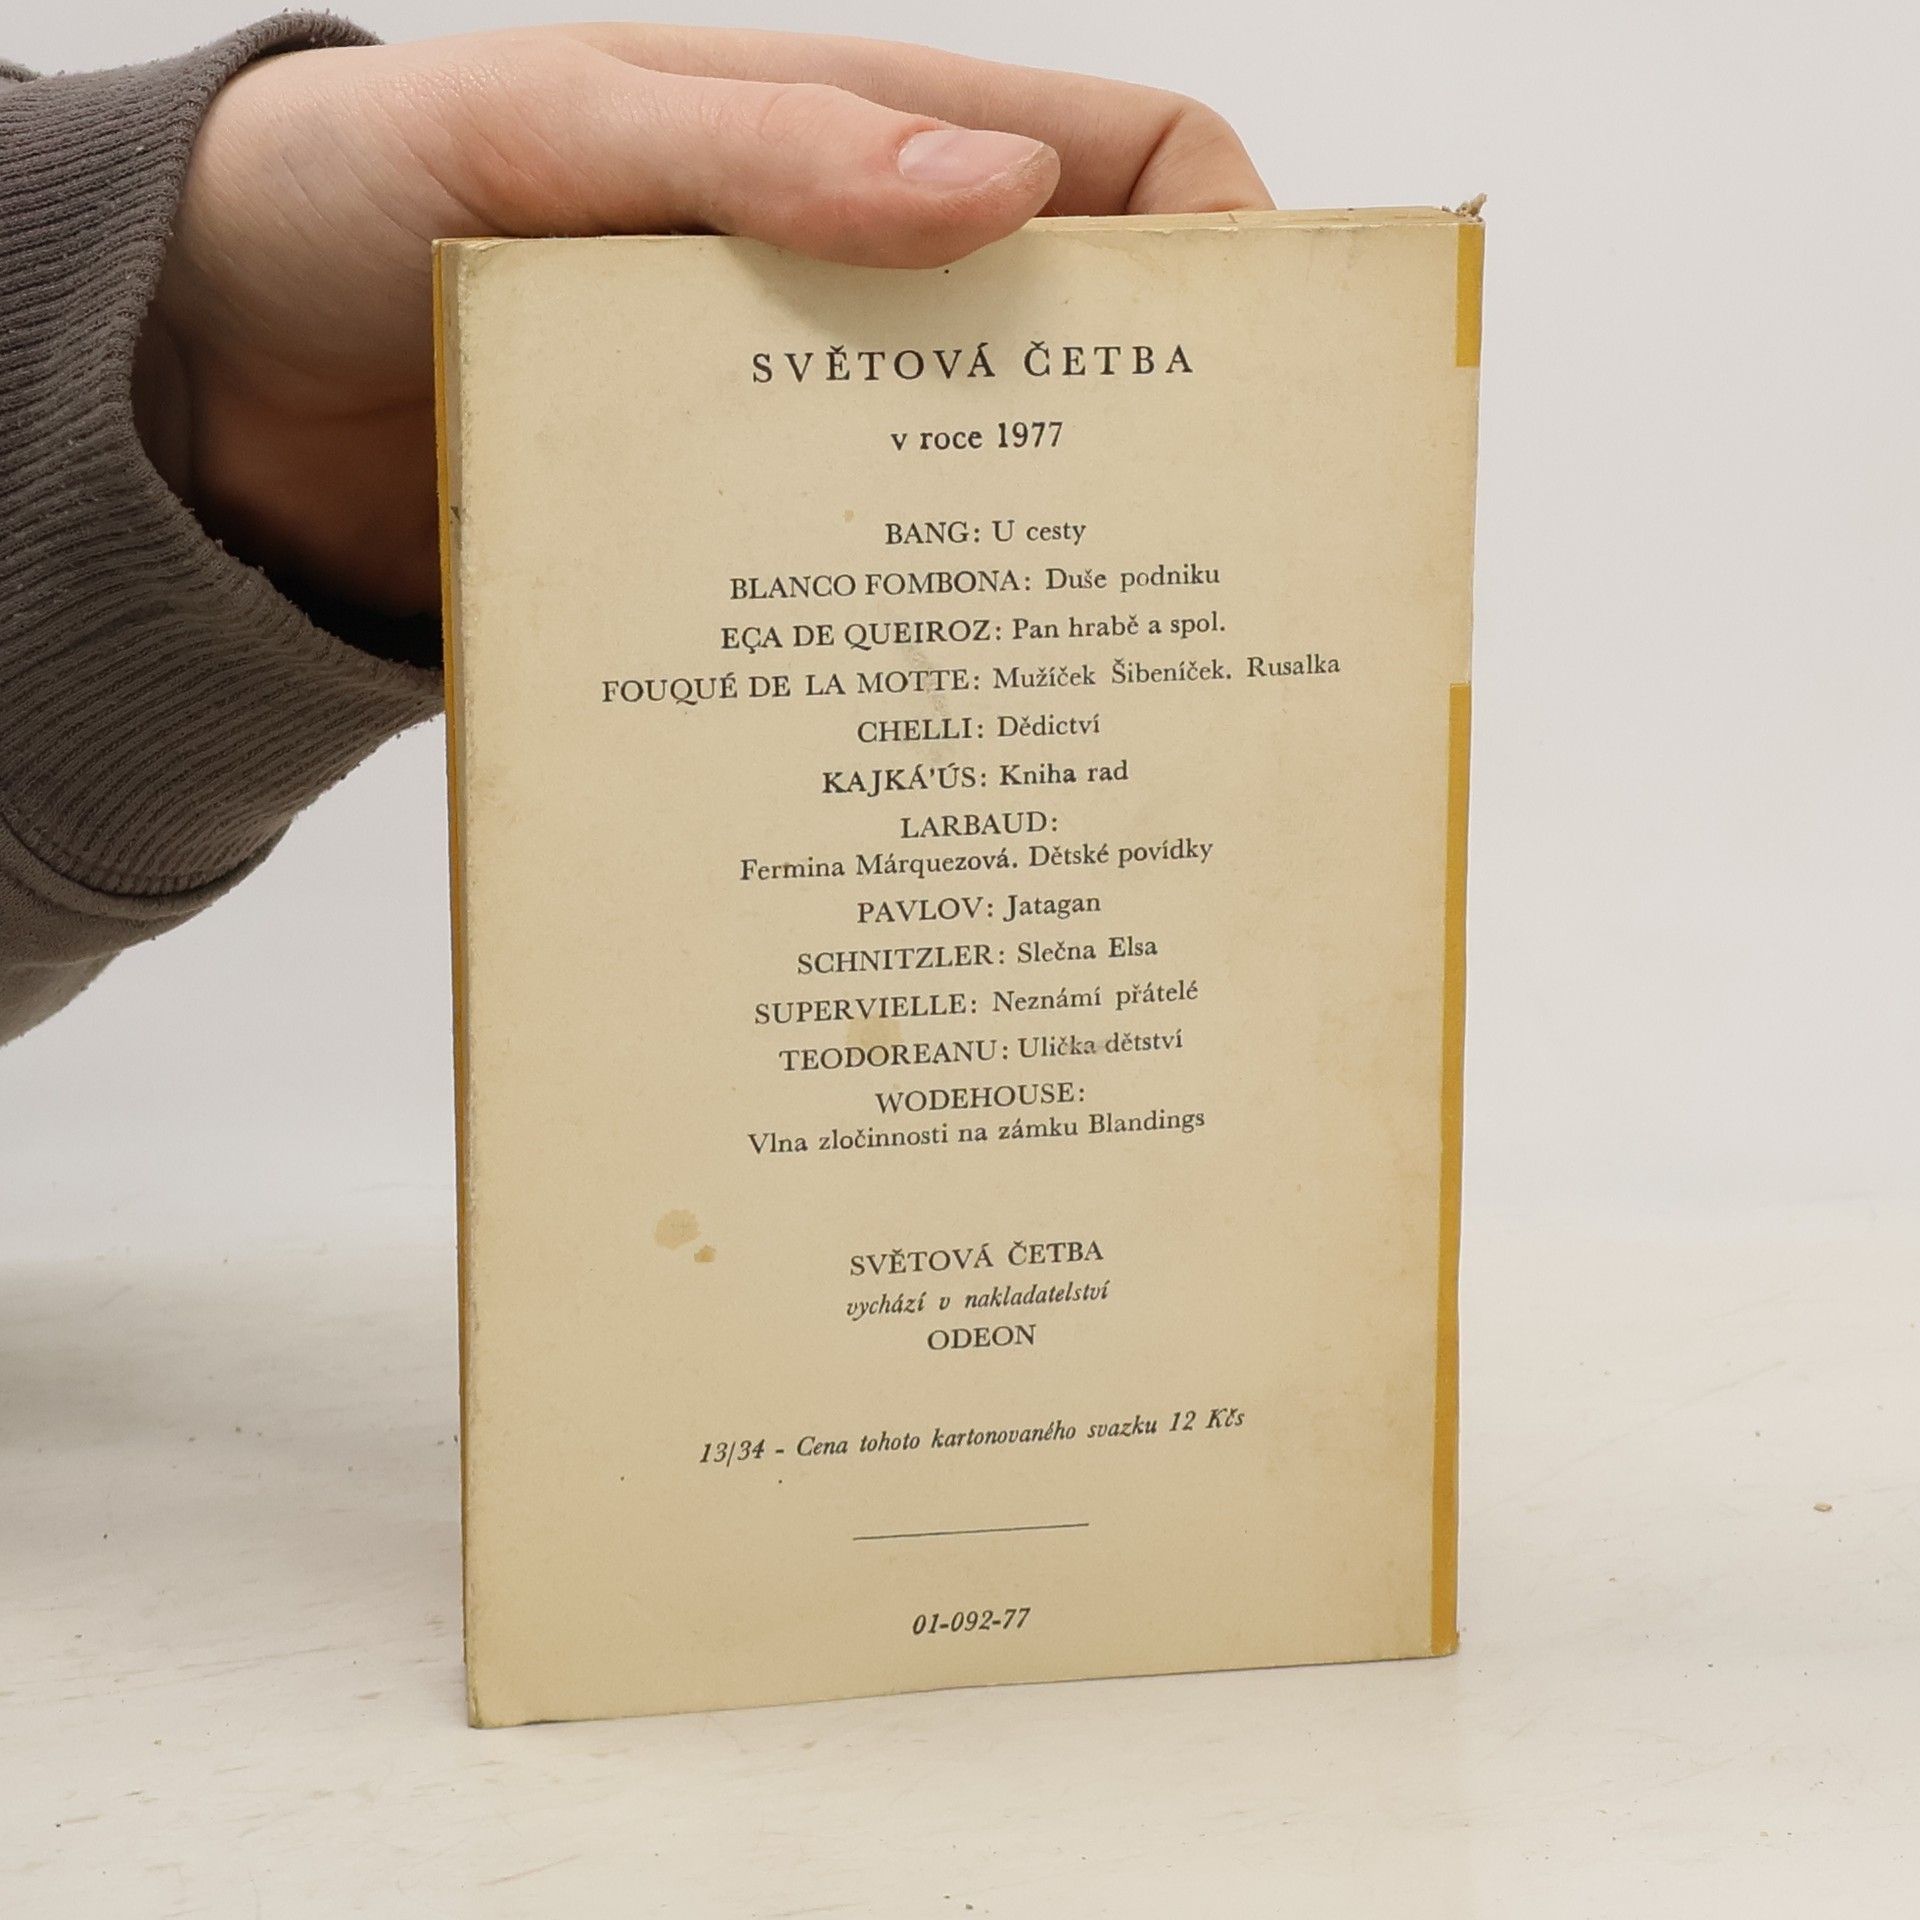 SVĚTOVÁ ČETBA
v roce 1977
BANG: U cesty
BLANCO FOMBONA: Duše podniku
EÇA DE QUEIROZ: Pan hrabě a spol.
FOUQUÉ DE LA MOTTE: Mužíček Šibeníček. Rusalka
CHELLI: Dědictví
KAJKÁ'ÚS: Kniha rad
LARBAUD:
Fermina Márquezová. Dětské povídky
PAVLOV: Jatagan
SCHNITZLER: Slečna Elsa
SUPERVIELLE: Neznámí přátelé
TEODOREANU: Ulička dětství
WODEHOUSE:
Vlna zločinnosti na zámku Blandings
SVĚTOVÁ ČETBA
vychází v nakladatelství
ODEON
13/34 - Cena tohoto kartonovaného svazku 12 Kčs
01-092-77